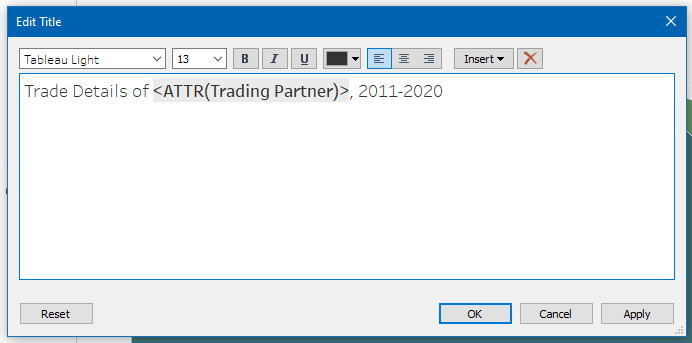 Edit Title
Tableau Light 13 B I U Insert
Trade Details of <ATTR(Trading Partner)>, 2011-2020
Reset OK Cancel Apply